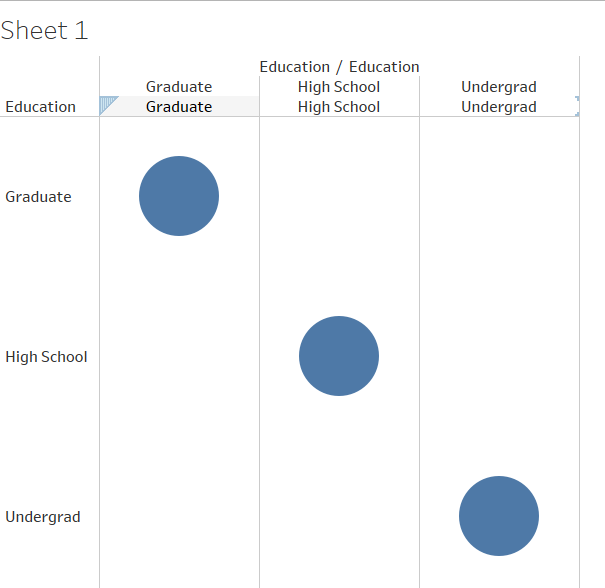 Sheet 1
Education / Education
Graduate High School Undergrad
Education Graduate High School Undergrad
Graduate
High School
Undergrad